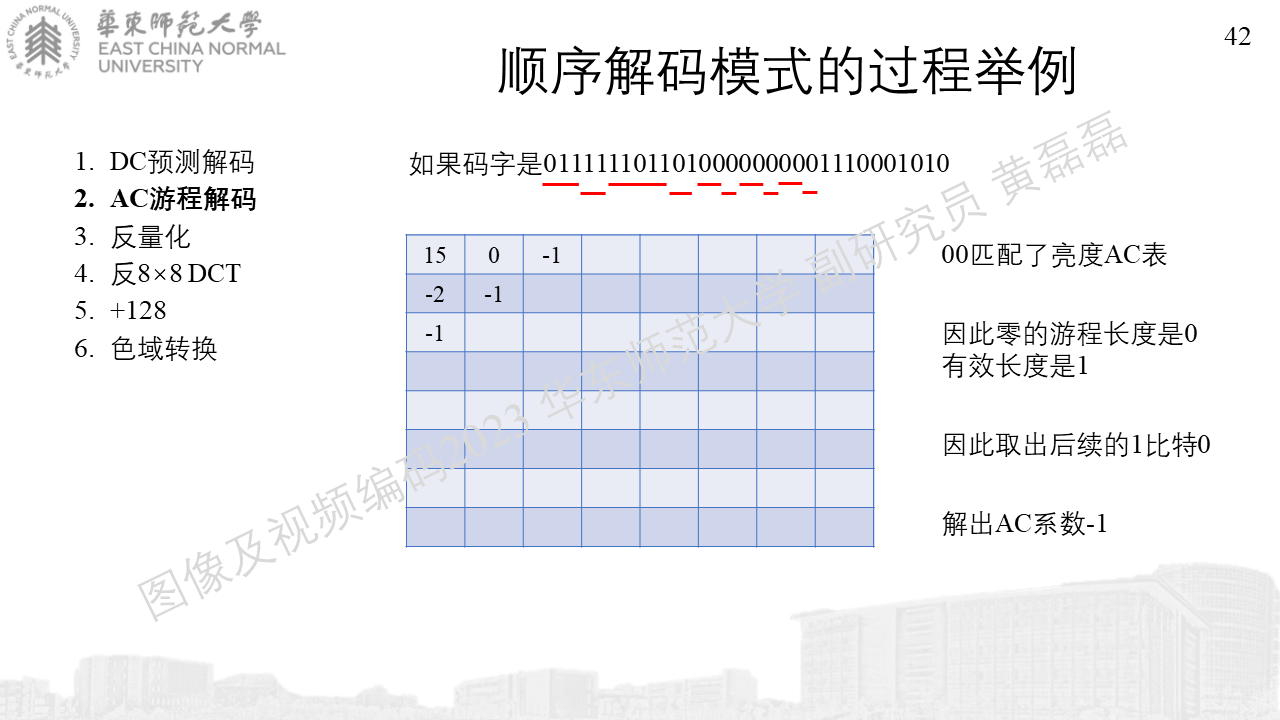 華東師範大學
EAST CHINA NORMAL
UNIVERSITY
42
顺序解码模式的过程举例
1. DC预测解码
2. AC游程解码
3. 反量化
4. 反8×8 DCT
5. +128
6. 色域转换
如果码字是0111111011010000000001110001010
15 0 -1
-2 -1
-1
00匹配了亮度AC表
因此零的游程长度是0
有效长度是1
因此取出后续的1比特0
解出AC系数-1
图像及视频编码2023 华东师范大学 副研究员 黄磊磊